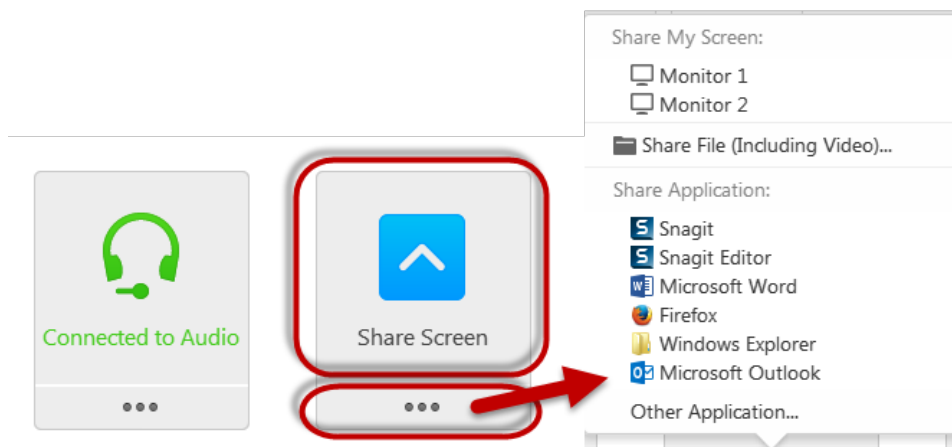 Connected to Audio
Share Screen
Share My Screen:
Monitor 1
Monitor 2
Share File (Including Video)...
Share Application:
Snagit
Snagit Editor
Microsoft Word
Firefox
Windows Explorer
Microsoft Outlook
Other Application...